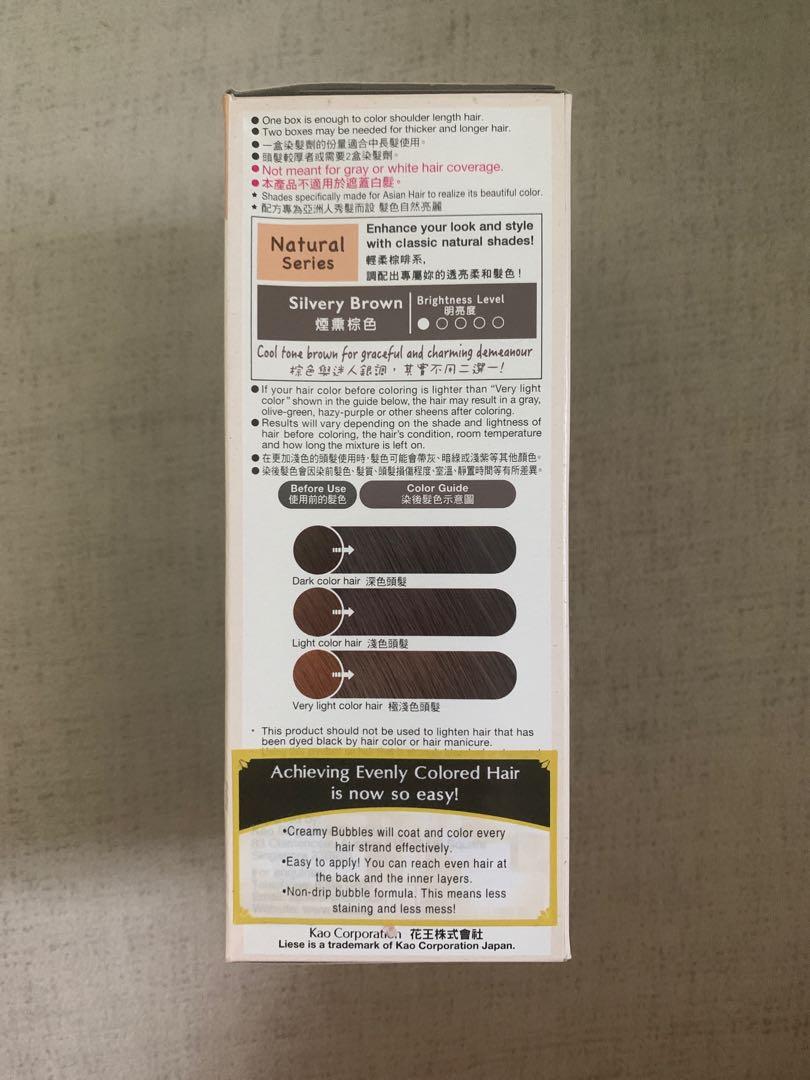 ● One box is enough to color shoulder length hair.
● Two boxes may be needed for thicker and longer hair.
● 一盒染髮劑的份量適合中長髮使用。
● 頭髮較厚者或需要2盒染髮劑。
● Not meant for gray or white hair coverage.
● 本產品不適用於遮蓋白髮。
★ Shades specifically made for Asian Hair to realize its beautiful color.
★ 配方專為亞洲人秀髮而設 髮色自然亮麗
Natural
Series
Enhance your look and style
with classic natural shades!
輕柔棕啡系,
調配出專屬妳的透亮柔和髮色!
Silvery Brown
煙熏棕色
Brightness Level
明亮度
Cool tone brown for graceful and charming demeanour
棕色與迷人銀調,其實不用二選一!
● If your hair color before coloring is lighter than “Very light
color” shown in the guide below, the hair may result in a gray,
olive-green, hazy-purple or other sheens after coloring.
● Results will vary depending on the shade and lightness of
hair before coloring, the hair's condition, room temperature
and how long the mixture is left on.
● 在更加淺色的頭髮使用時,髮色可能會帶灰、暗綠或淺紫等其他顏色。
● 染後髮色會因染前髮色、髮質、頭髮損傷程度、室溫、靜置時間等有所差異。
Before Use
使用前的髮色
Color Guide
染後髮色示意圖
Dark color hair 深色頭髮
Light color hair 淺色頭髮
Very light color hair 極淺色頭髮
・ This product should not be used to lighten hair that has
been dyed black by hair color or hair manicure.
Achieving Evenly Colored Hair
is now so easy!
•Creamy Bubbles will coat and color every
hair strand effectively.
•Easy to apply! You can reach even hair at
the back and the inner layers.
•Non-drip bubble formula. This means less
staining and less mess!
Kao Corporation 花王株式會社
Liese is a trademark of Kao Corporation Japan.